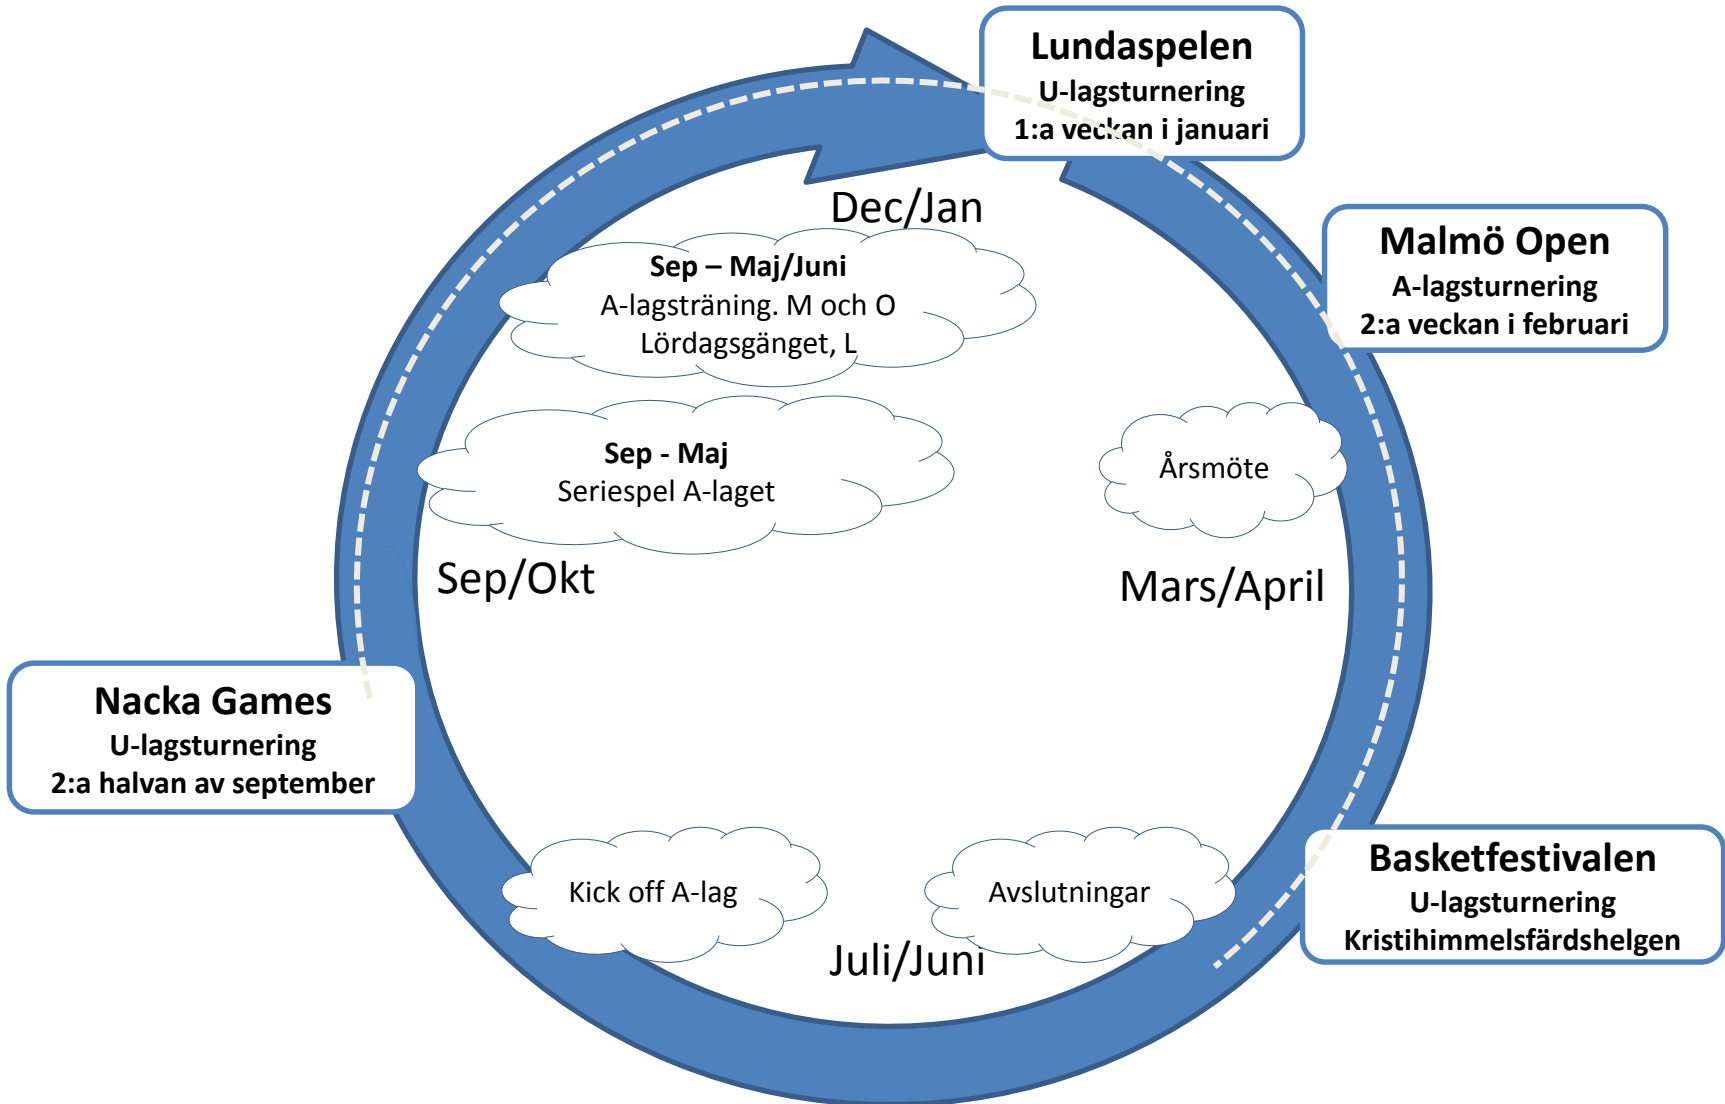 Lundaspelen
U-lagsturnering
1:a veckan i januari
Dec/Jan
Malmö Open
A-lagsturnering
2:a veckan i februari
Sep – Maj/Juni
A-lagsträning. M och O
Lördagsgänget, L
Sep - Maj
Seriespel A-laget
Årsmöte
Sep/Okt
Mars/April
Nacka Games
U-lagsturnering
2:a halvan av september
Basketfestivalen
U-lagsturnering
Kristihimmelsfärdshelgen
Kick off A-lag
Avslutningar
Juli/Juni